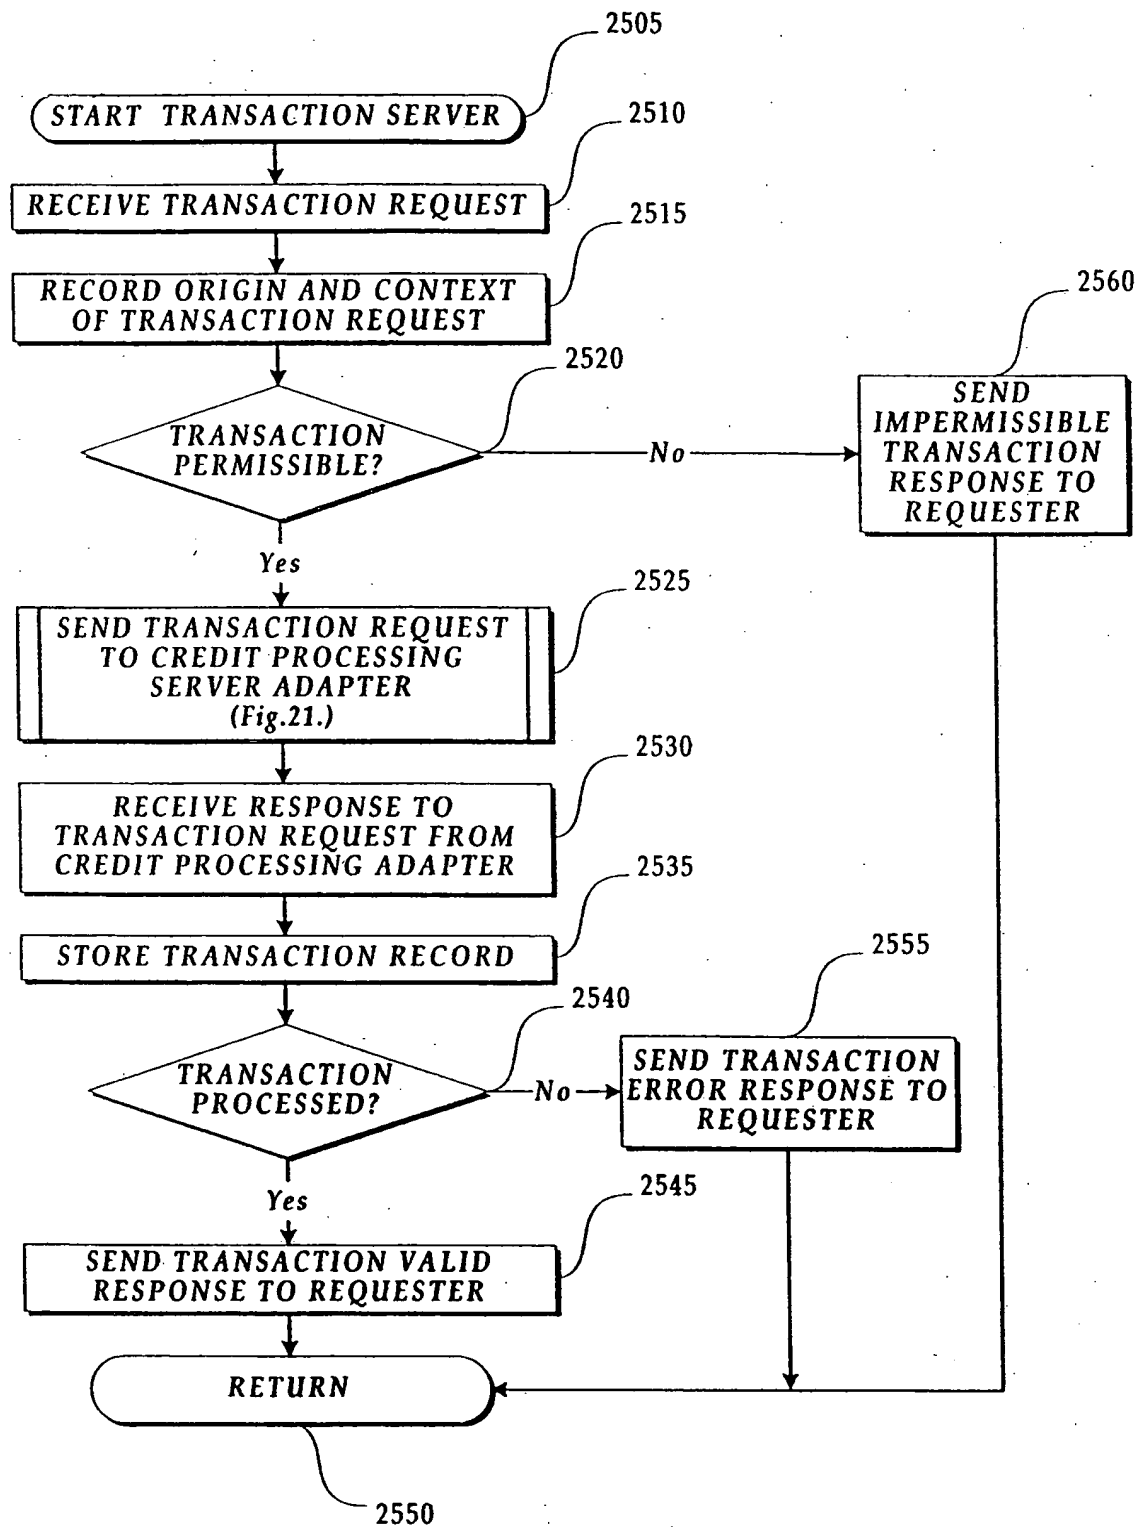 2505
START TRANSACTION SERVER
2510
RECEIVE TRANSACTION REQUEST
2515
RECORD ORIGIN AND CONTEXT
OF TRANSACTION REQUEST
2560
2520
SEND
IMPERMISSIBLE
TRANSACTION
RESPONSE TO
REQUESTER
TRANSACTION
PERMISSIBLE?
No
Yes
2525
SEND TRANSACTION REQUEST
TO CREDIT PROCESSING
SERVER ADAPTER
(Fig.21.)
2530
RECEIVE RESPONSE TO
TRANSACTION REQUEST FROM
CREDIT PROCESSING ADAPTER
2535
STORE TRANSACTION RECORD
2555
2540
SEND TRANSACTION
ERROR RESPONSE TO
REQUESTER
TRANSACTION
PROCESSED?
No
Yes
2545
SEND TRANSACTION VALID
RESPONSE TO REQUESTER
RETURN
2550